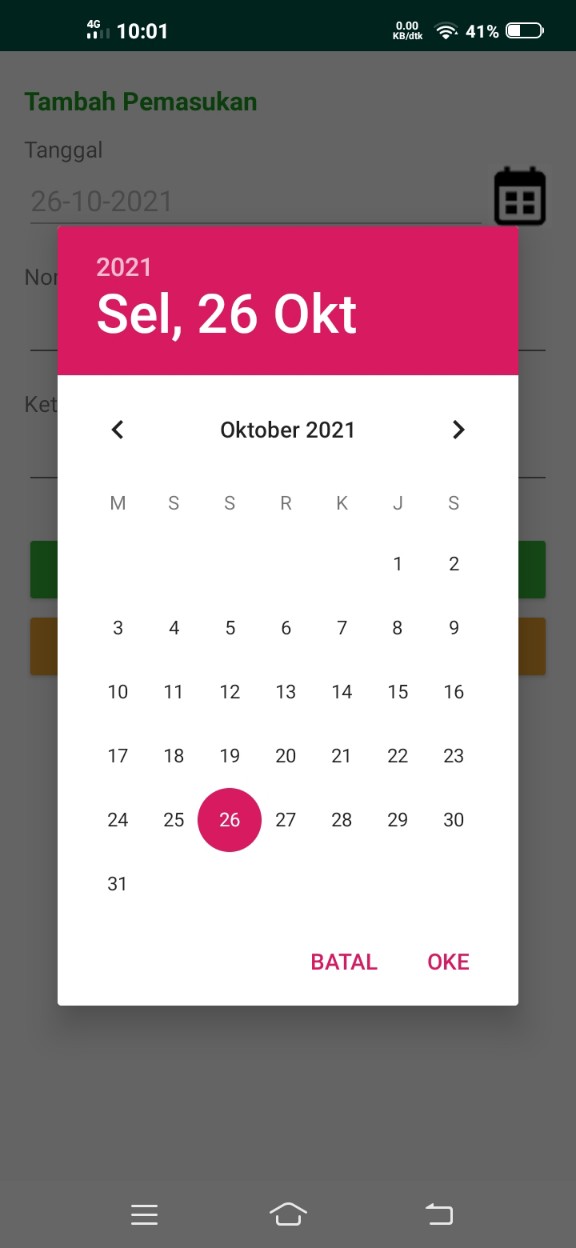 4G 10:01 0.00 KB/dtk 41%
Tambah Pemasukan
Tanggal
26-10-2021
2021
Sel, 26 Okt
Oktober 2021
M S S R K J S
1 2
3 4 5 6 7 8 9
10 11 12 13 14 15 16
17 18 19 20 21 22 23
24 25 26 27 28 29 30
31
BATAL OKE